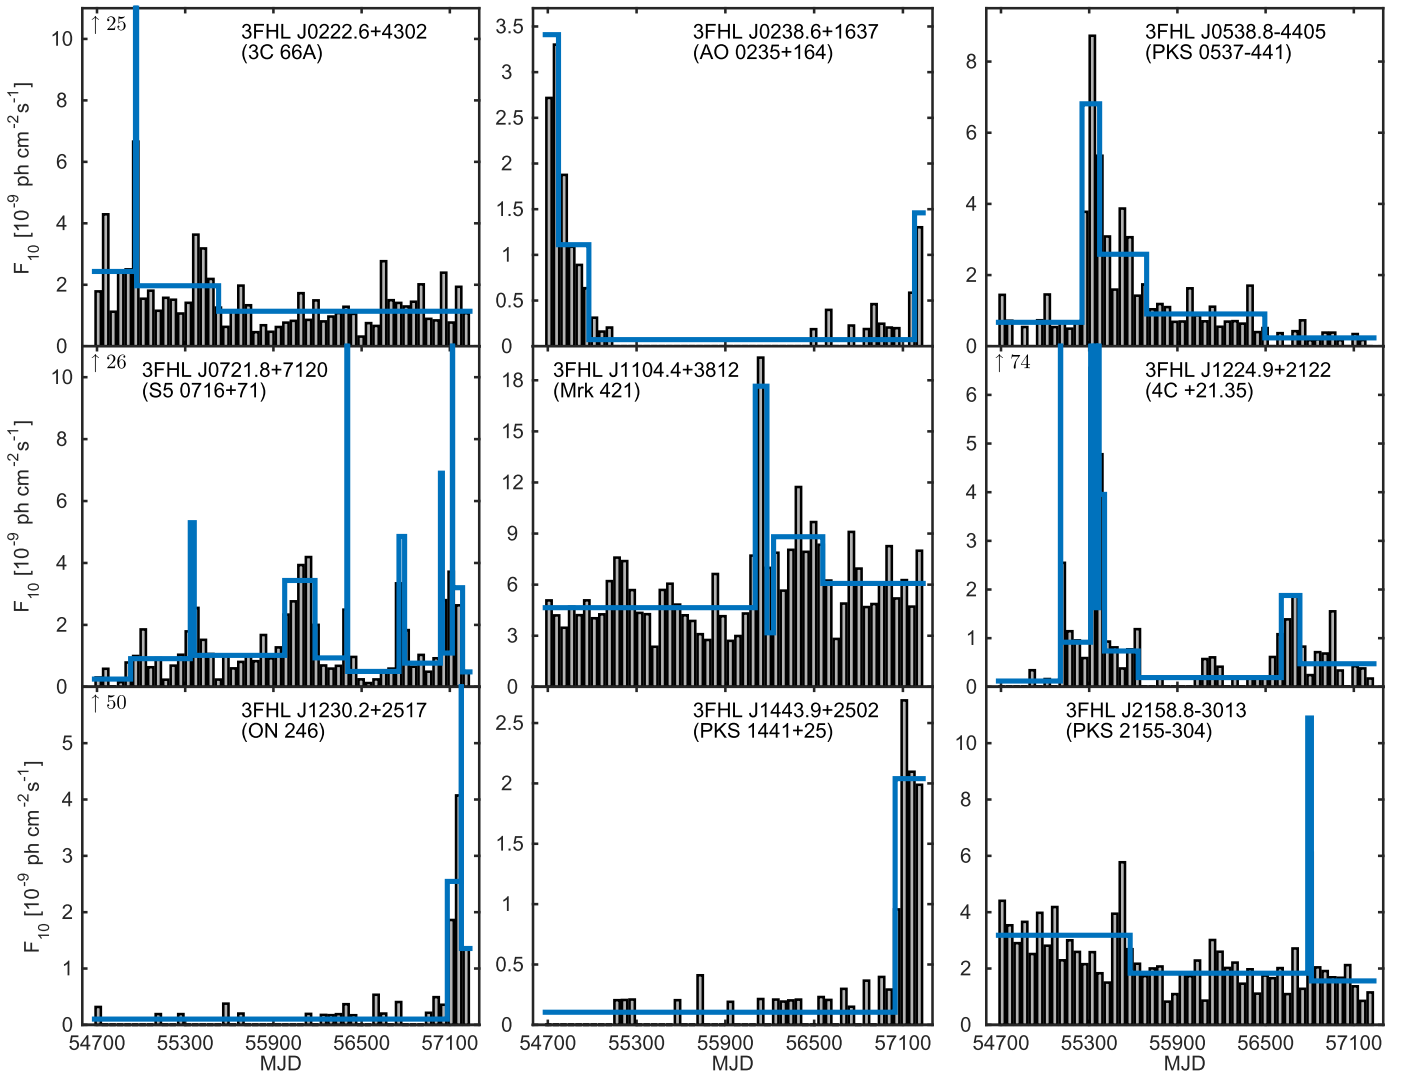 ↑ 25
3FHL J0222.6+4302
(3C 66A)
F10 [10-9 ph cm-2 s-1]
10
8
6
4
2
0
3FHL J0238.6+1637
(AO 0235+164)
3.5
3
2.5
2
1.5
1
0.5
0
3FHL J0538.8-4405
(PKS 0537-441)
8
6
4
2
0
↑ 26
3FHL J0721.8+7120
(S5 0716+71)
F10 [10-9 ph cm-2 s-1]
10
8
6
4
2
0
3FHL J1104.4+3812
(Mrk 421)
18
15
12
9
6
3
0
↑ 74
3FHL J1224.9+2122
(4C +21.35)
6
5
4
3
2
1
0
↑ 50
3FHL J1230.2+2517
(ON 246)
F10 [10-9 ph cm-2 s-1]
5
4
3
2
1
0
54700 55300 55900 56500 57100
MJD
3FHL J1443.9+2502
(PKS 1441+25)
2.5
2
1.5
1
0.5
0
54700 55300 55900 56500 57100
MJD
3FHL J2158.8-3013
(PKS 2155-304)
10
8
6
4
2
0
54700 55300 55900 56500 57100
MJD